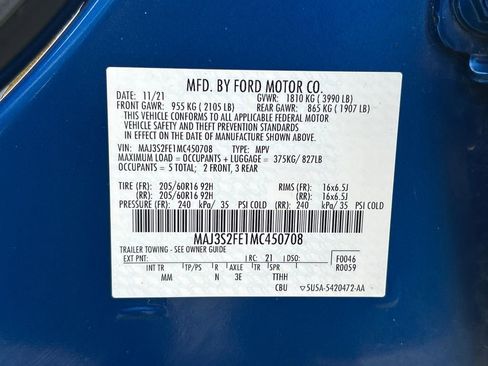 MFD. BY FORD MOTOR CO.
DATE: 11/21 GVWR: 1810 KG ( 3990 LB)
FRONT GAWR: 955 KG ( 2105 LB) REAR GAWR: 865 KG ( 1907 LB)
THIS VEHICLE CONFORMS TO ALL APPLICABLE FEDERAL MOTOR
VEHICLE SAFETY AND THEFT PREVENTION STANDARDS IN
EFFECT ON THE DATE OF MANUFACTURE SHOWN ABOVE.
VIN: MAJ3S2FE1MC450708 TYPE: MPV
MAXIMUM LOAD = OCCUPANTS + LUGGAGE = 375KG/ 827LB
OCCUPANTS = 5 TOTAL; 2 FRONT, 3 REAR
TIRE (FR): 205/60R16 92H RIMS (FR): 16x6.5J
(RR): 205/60R16 92H (RR): 16x6.5J
PRESSURE (FR): 240 kPa/ 35 PSI COLD (RR): 240 kPa/ 35 PSI COLD
MAJ3S2FE1MC450708
TRAILER TOWING - SEE OWNER GUIDE
EXT PNT: RC: 21 DSO: F0046
INT TR TP/PS R AXLE TR SPR R0059
MM N 3E TTHH
CBU 5U5A-5420472-AA